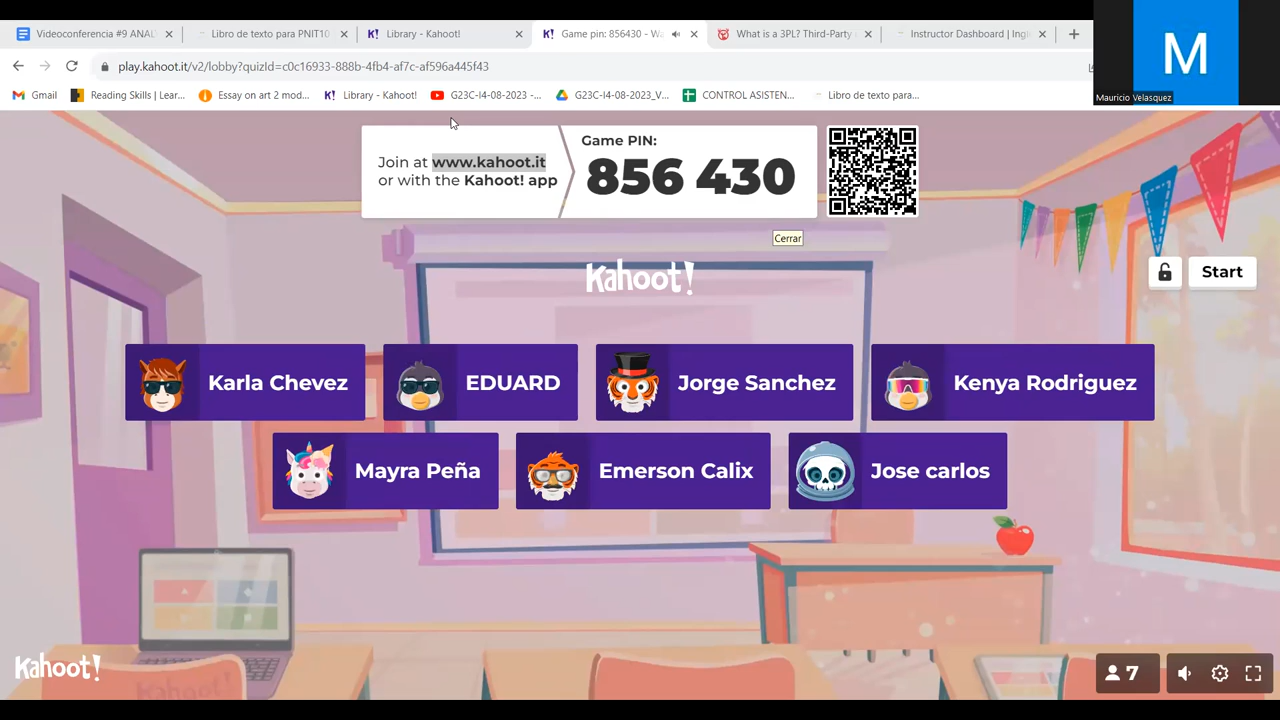 Videoconferencia #9 ANAL
Libro de texto para PNIT10
K! Library - Kahoot!
K! Game pin: 856430 - Wa
What is a 3PL? Third-Party
Instructor Dashboard | Ingl
play.kahoot.it/v2/lobby?quizId=c0c16933-888b-4fb4-af7c-af596a445f43
Gmail
Reading Skills | Lear...
Essay on art 2 mod...
K! Library - Kahoot!
G23C-I4-08-2023 -...
G23C-I4-08-2023_V...
CONTROL ASISTEN...
Libro de texto para...
M
Mauricio Velasquez
Join at www.kahoot.it
or with the Kahoot! app
Game PIN:
856 430
Cerrar
Kahoot!
Start
Karla Chevez
EDUARD
Jorge Sanchez
Kenya Rodriguez
Mayra Peña
Emerson Calix
Jose carlos
Kahoot!
Kahoot!
7